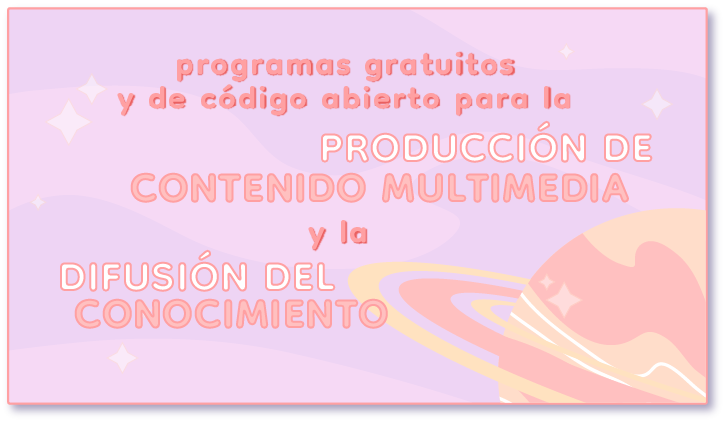 programas gratuitos
y de código abierto para la
PRODUCCIÓN DE
CONTENIDO MULTIMEDIA
y la
DIFUSIÓN DEL
CONOCIMIENTO